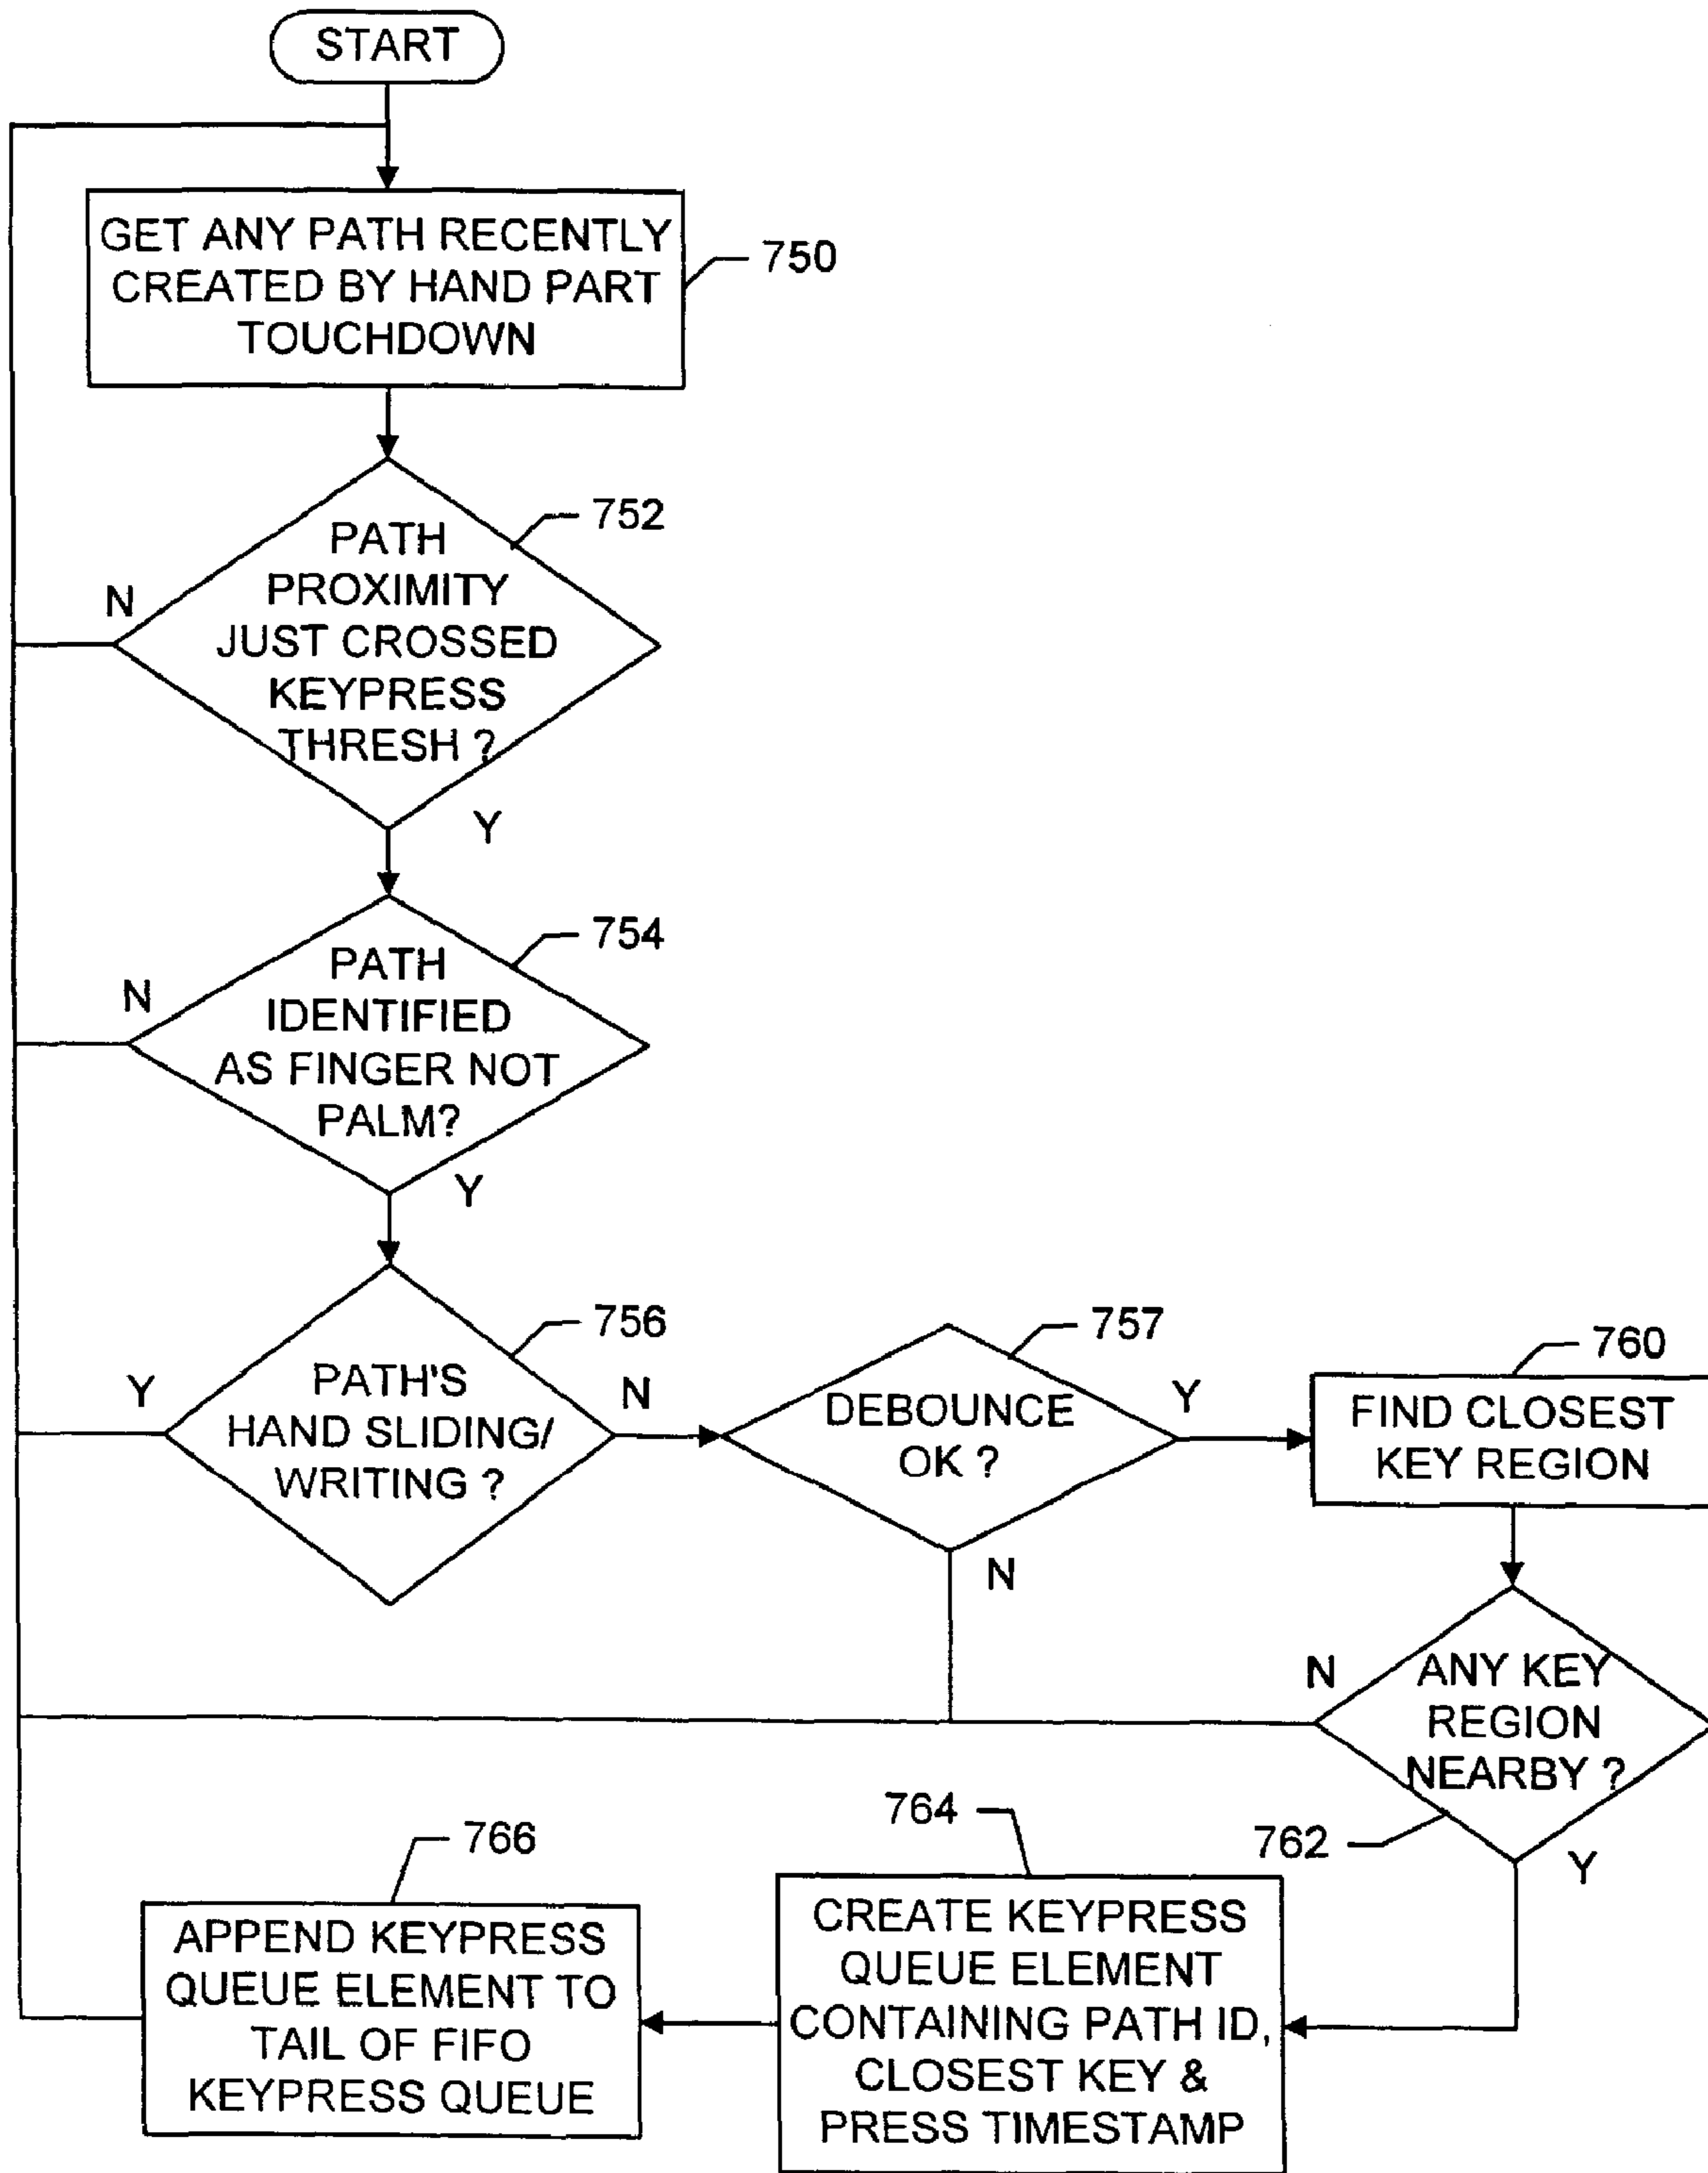 START
GET ANY PATH RECENTLY
CREATED BY HAND PART
TOUCHDOWN
750
752
PATH
PROXIMITY
JUST CROSSED
KEYPRESS
THRESH ?
N
Y
754
PATH
IDENTIFIED
AS FINGER NOT
PALM?
N
Y
756
PATH'S
HAND SLIDING/
WRITING ?
Y
N
757
DEBOUNCE
OK ?
Y
N
760
FIND CLOSEST
KEY REGION
ANY KEY
REGION
NEARBY ?
N
762
Y
764
CREATE KEYPRESS
QUEUE ELEMENT
CONTAINING PATH ID,
CLOSEST KEY &
PRESS TIMESTAMP
766
APPEND KEYPRESS
QUEUE ELEMENT TO
TAIL OF FIFO
KEYPRESS QUEUE